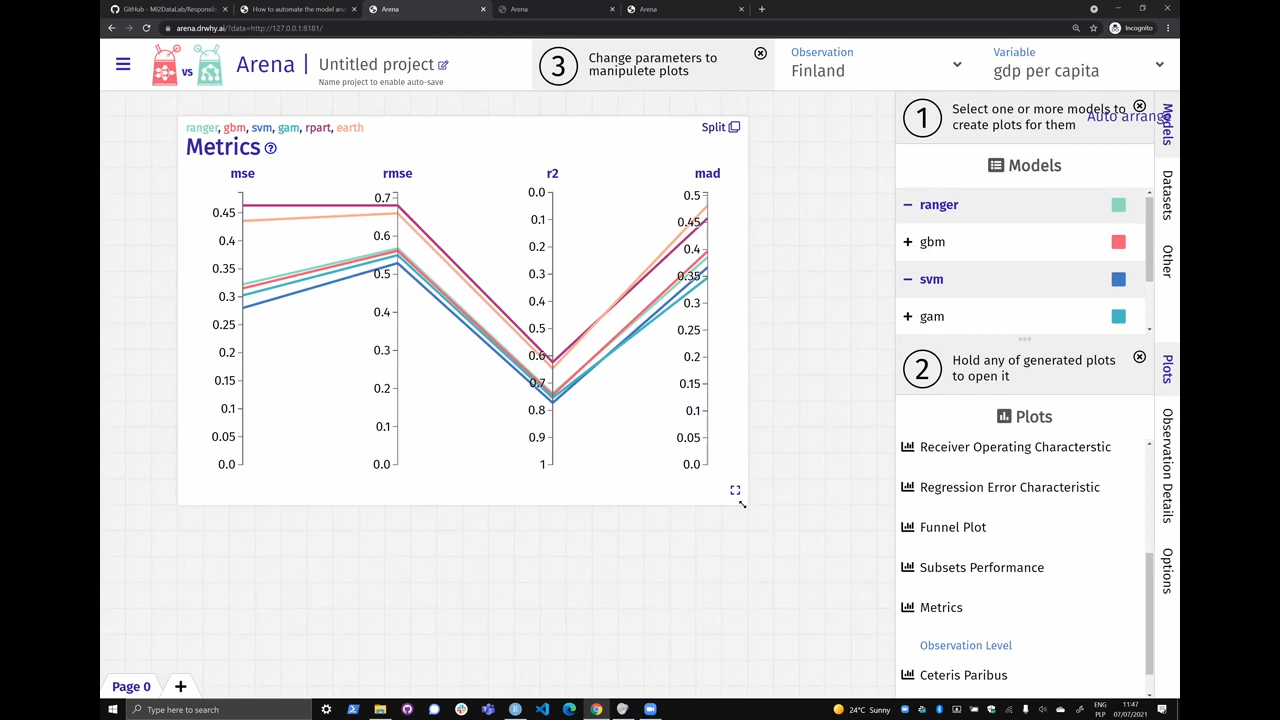 GitHub - MI2DataLab/Responsib
How to automate the model ana
Arena
Arena
Arena
arena.drwhy.ai/?data=http://127.0.0.1:8181/
Incognito
vs
Arena
Untitled project
Name project to enable auto-save
3
Change parameters to
manipulete plots
Observation
Finland
Variable
gdp per capita
ranger, gbm, svm, gam, rpart, earth
Split
Metrics
mse
rmse
r2
mad
0.45
0.4
0.35
0.3
0.25
0.2
0.15
0.1
0.05
0.0
0.7
0.6
0.5
0.4
0.3
0.2
0.1
0.0
0.0
0.1
0.2
0.3
0.4
0.5
0.6
0.7
0.8
0.9
1
0.5
0.45
0.4
0.35
0.3
0.25
0.2
0.15
0.1
0.05
0.0
1
Select one or more models to
create plots for them
Auto arrange
Models
ranger
gbm
svm
gam
2
Hold any of generated plots
to open it
Plots
Receiver Operating Characterstic
Regression Error Characteristic
Funnel Plot
Subsets Performance
Metrics
Observation Level
Ceteris Paribus
Models
Datasets
Other
Plots
Observation Details
Options
Page 0
Type here to search
24°C Sunny
ENG
PLP
11:47
07/07/2021